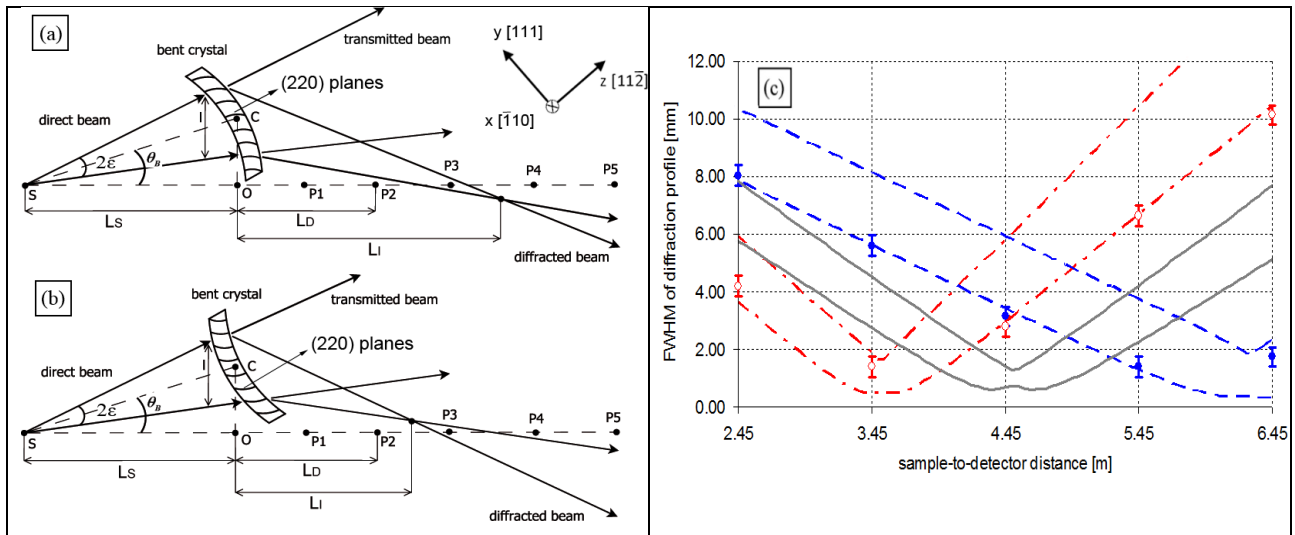 (a)
transmitted beam
bent crystal
y [111]
z [112̅]
x [1̅10]
(220) planes
direct beam
C
l
2ε
θB
P3
P4
P5
S
O
P1
P2
LS
LD
LI
diffracted beam
(b)
bent crystal
transmitted beam
(220) planes
direct beam
C
l
2ε
θB
P3
P4
P5
S
O
P1
P2
LS
LD
LI
diffracted beam
(c)
FWHM of diffraction profile [mm]
12.00
10.00
8.00
6.00
4.00
2.00
0.00
2.45 3.45 4.45 5.45 6.45
sample-to-detector distance [m]